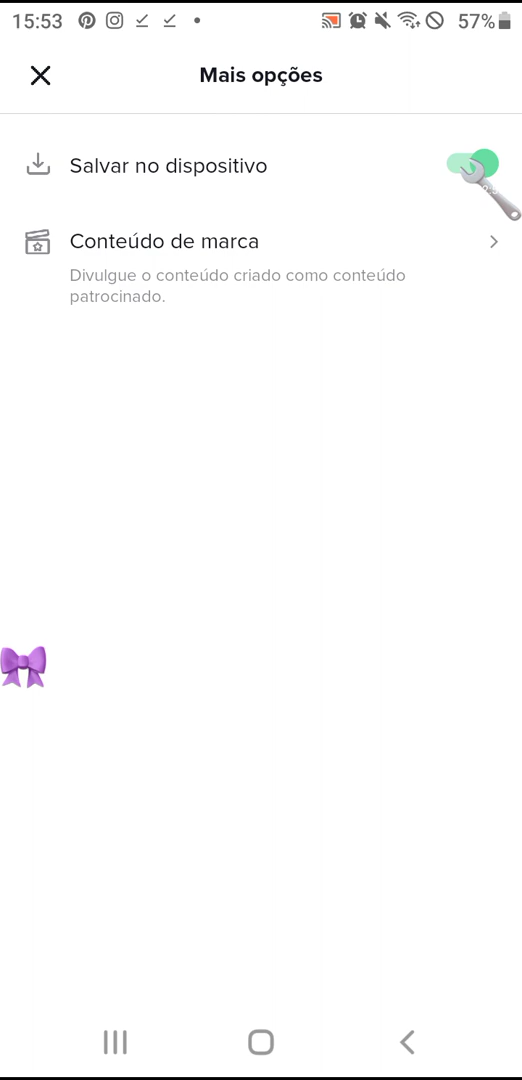 15:53
57%
Mais opções
Salvar no dispositivo
Conteúdo de marca
Divulgue o conteúdo criado como conteúdo
patrocinado.